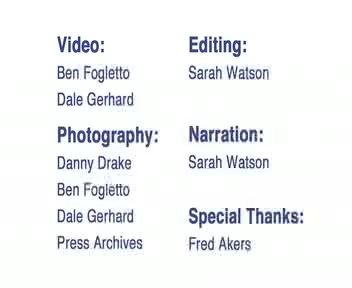 Video:
Ben Fogletto
Dale Gerhard
Photography:
Danny Drake
Ben Fogletto
Dale Gerhard
Press Archives
Editing:
Sarah Watson
Narration:
Sarah Watson
Special Thanks:
Fred Akers